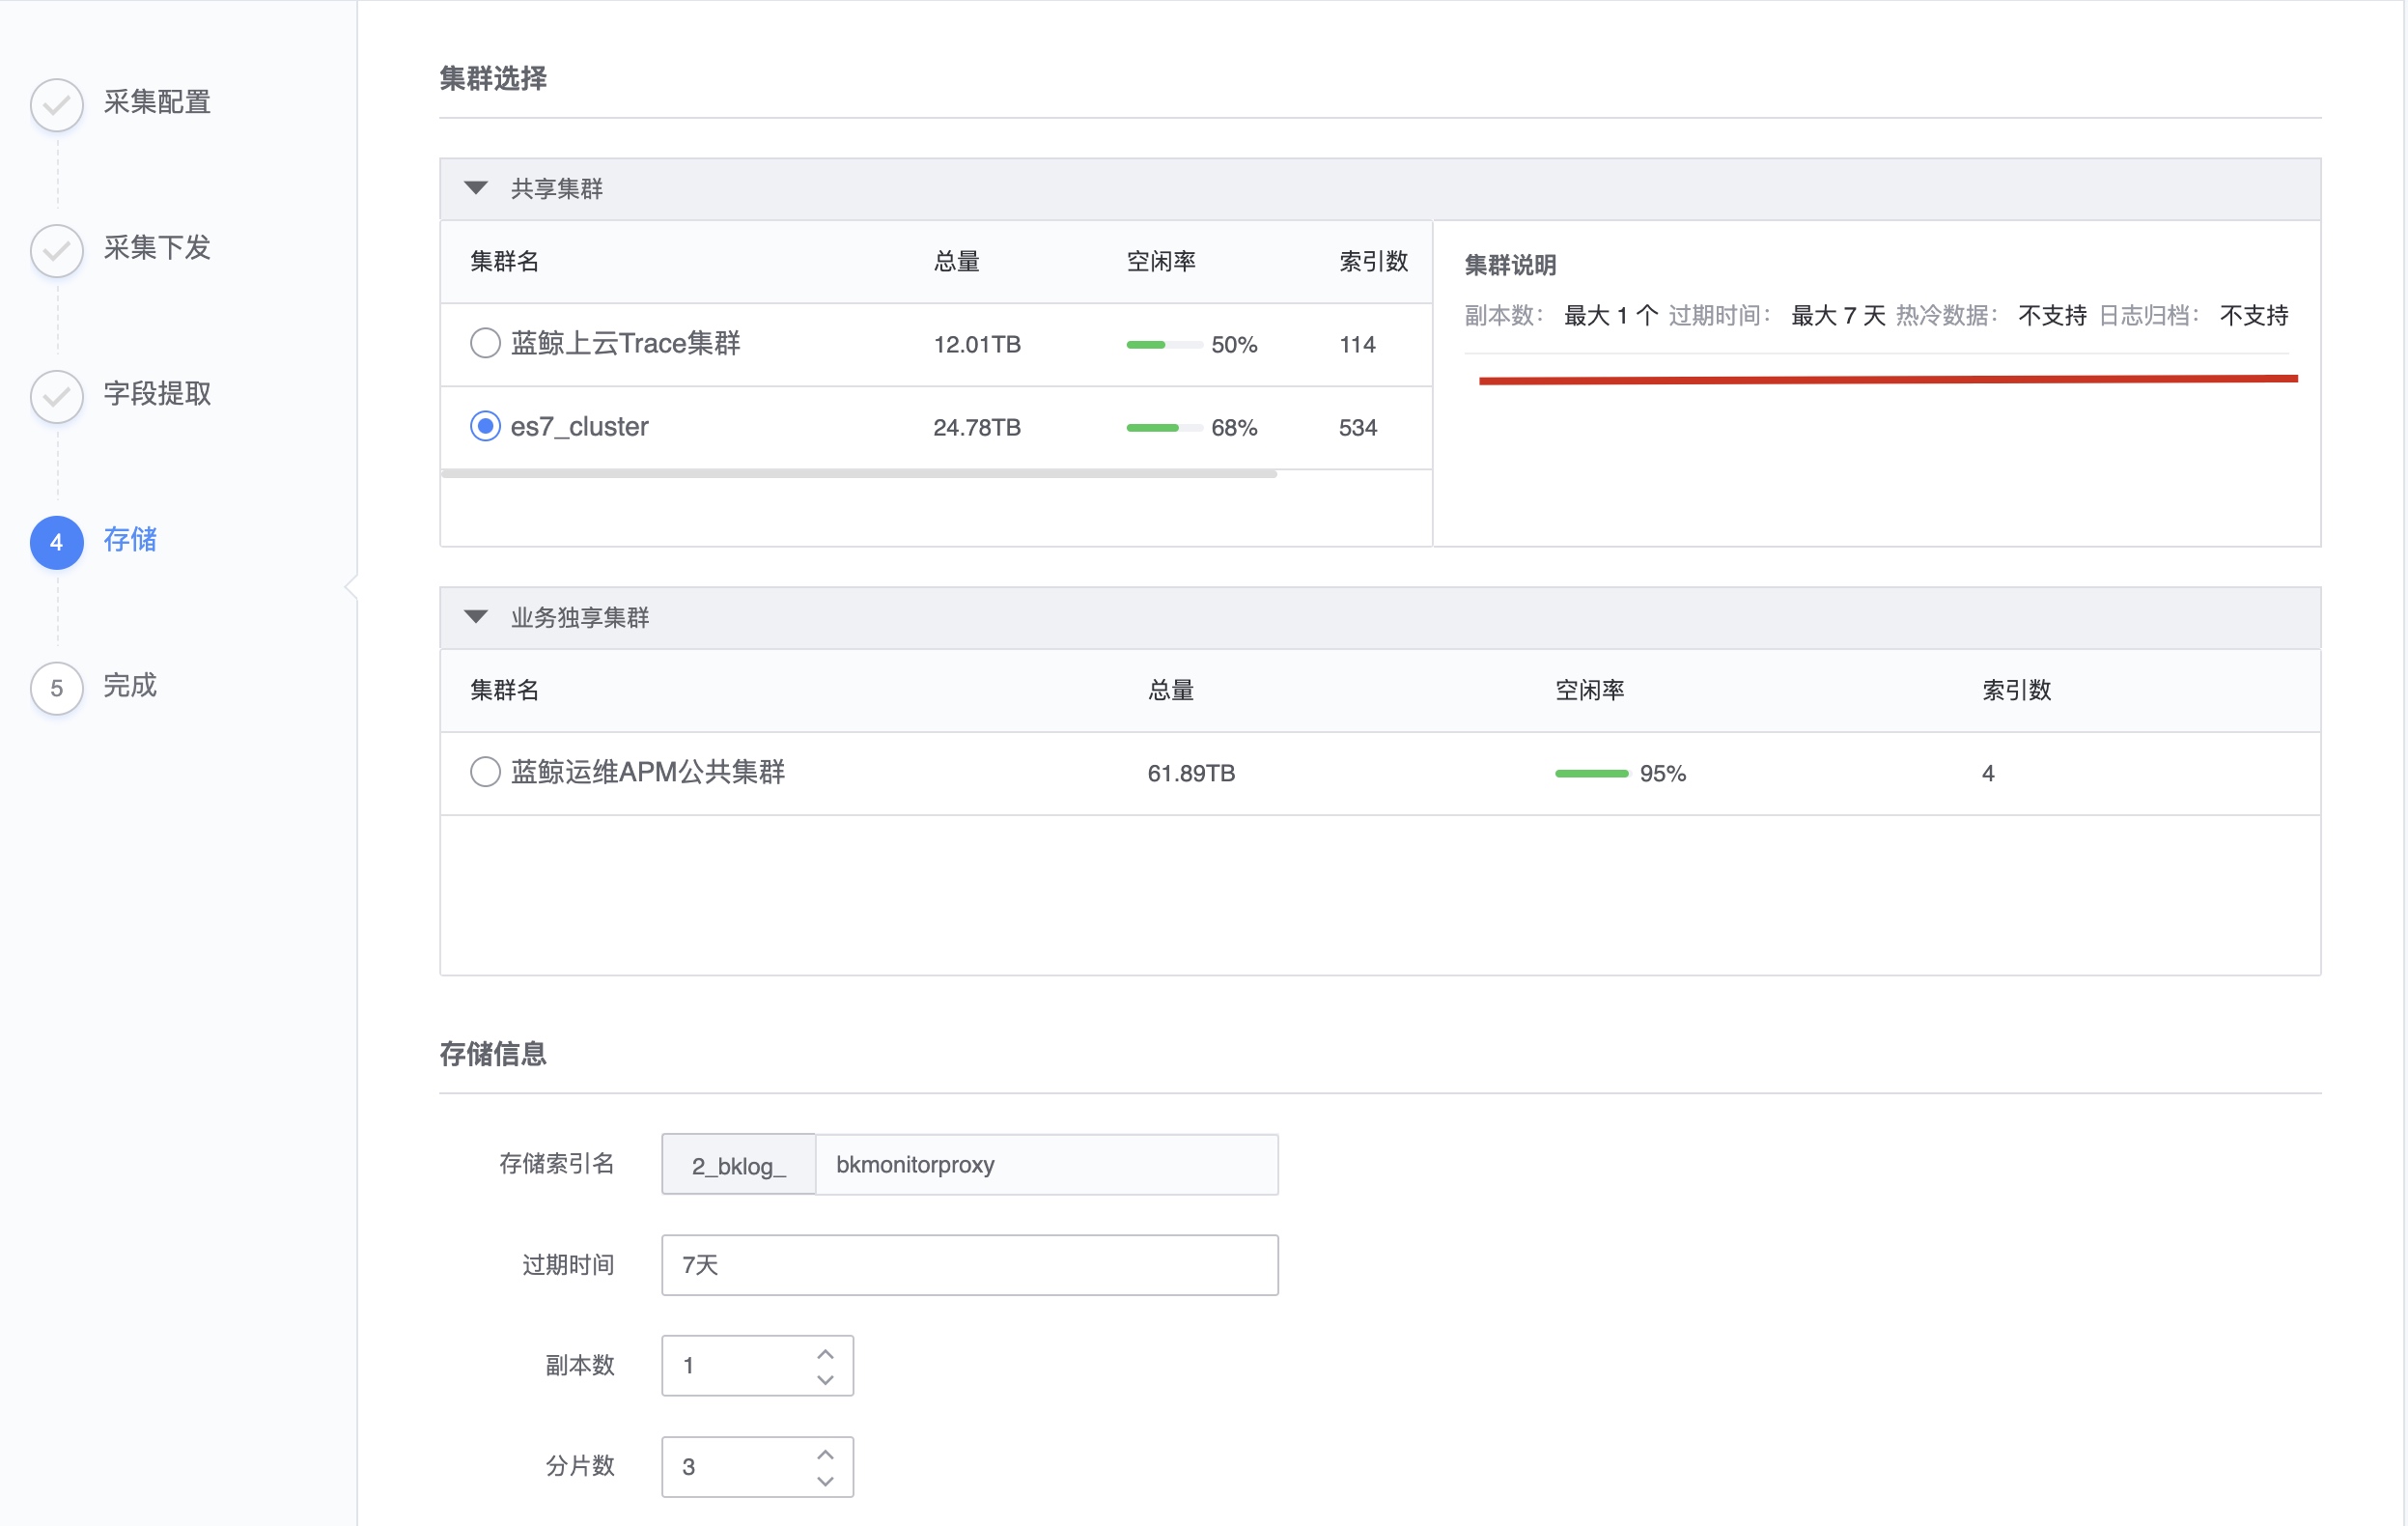 采集配置
采集下发
字段提取
4 存储
5 完成
集群选择
共享集群
集群名 总量 空闲率 索引数
蓝鲸上云Trace集群 12.01TB 50% 114
es7_cluster 24.78TB 68% 534
集群说明
副本数： 最大 1 个 过期时间： 最大 7 天 热冷数据： 不支持 日志归档： 不支持
业务独享集群
集群名 总量 空闲率 索引数
蓝鲸运维APM公共集群 61.89TB 95% 4
存储信息
存储索引名 2_bklog_ bkmonitorproxy
过期时间 7天
副本数 1
分片数 3